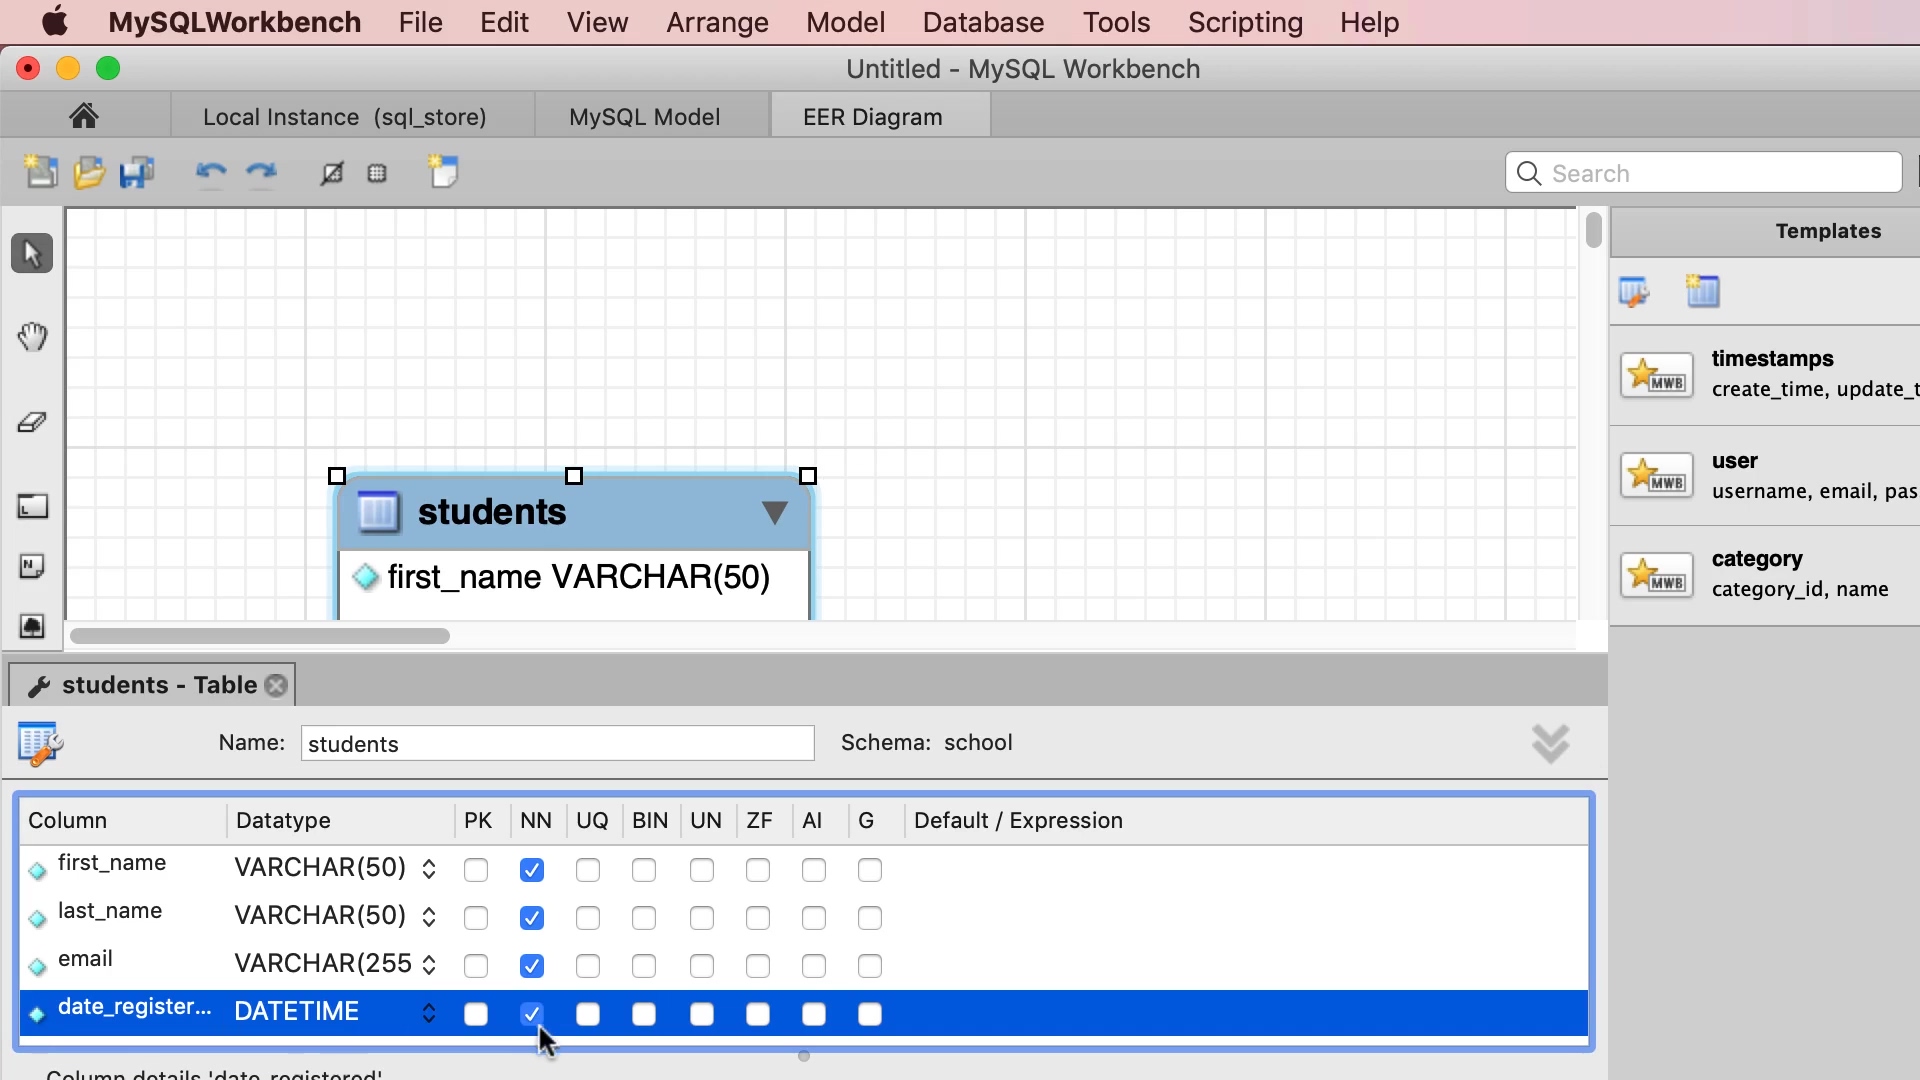 MySQLWorkbench File Edit View Arrange Model Database Tools Scripting Help
Untitled - MySQL Workbench
Local Instance (sql_store) MySQL Model EER Diagram
Search
Templates
timestamps
create_time, update_t
user
username, email, pas
category
category_id, name
MWB
MWB
MWB
N
students
first_name VARCHAR(50)
students - Table
Name: students Schema: school
Column Datatype PK NN UQ BIN UN ZF AI G Default / Expression
first_name VARCHAR(50)
last_name VARCHAR(50)
email VARCHAR(255
date_register... DATETIME
Column details 'date_registered'